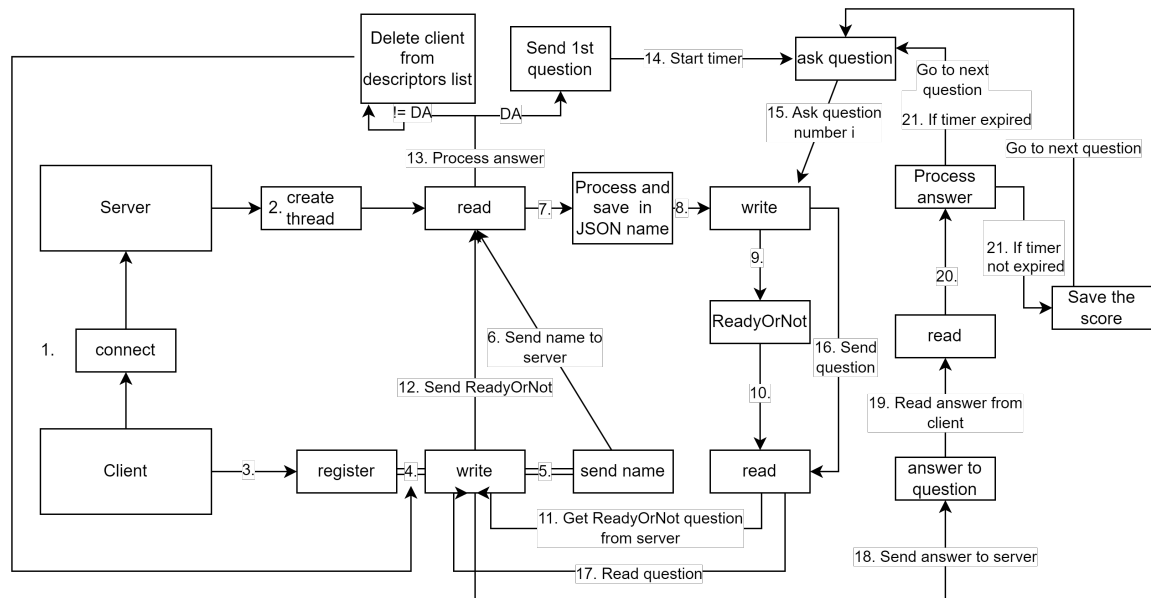 Delete client
from
descriptors list
Send 1st
question
14. Start timer
ask question
Go to next
question
!= DA
DA
15. Ask question
number i
21. If timer expired
13. Process answer
Go to next question
Server
2. create
thread
read
7.
Process and
save in
JSON name
8.
write
Process
answer
9.
21. If timer
not expired
20.
1.
connect
6. Send name to
server
ReadyOrNot
16. Send
question
read
Save the
score
12. Send ReadyOrNot
10.
19. Read answer from
client
Client
3.
register
4.
write
5.
send name
read
answer to
question
11. Get ReadyOrNot question
from server
17. Read question
18. Send answer to server